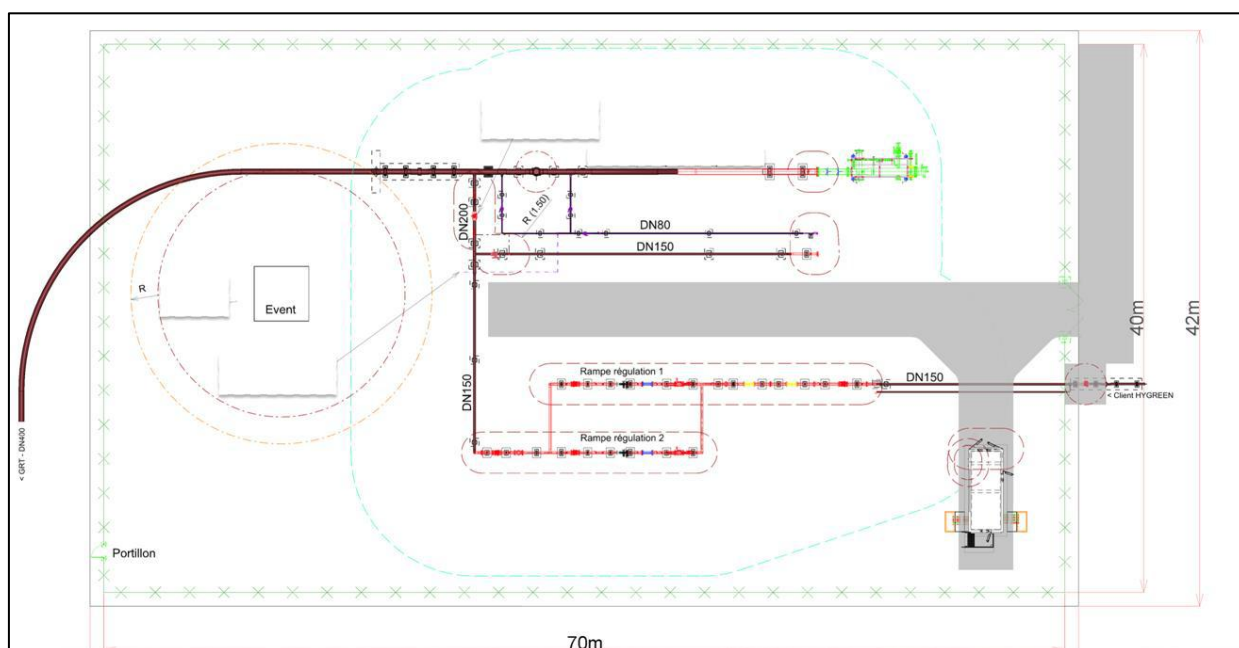 DN200
R (1.50)
DN80
DN150
R
Event
40m
42m
Rampe régulation 1
DN150
DN150
< Client HYGREEN
Rampe régulation 2
< GRT - DN400
Portillon
70m